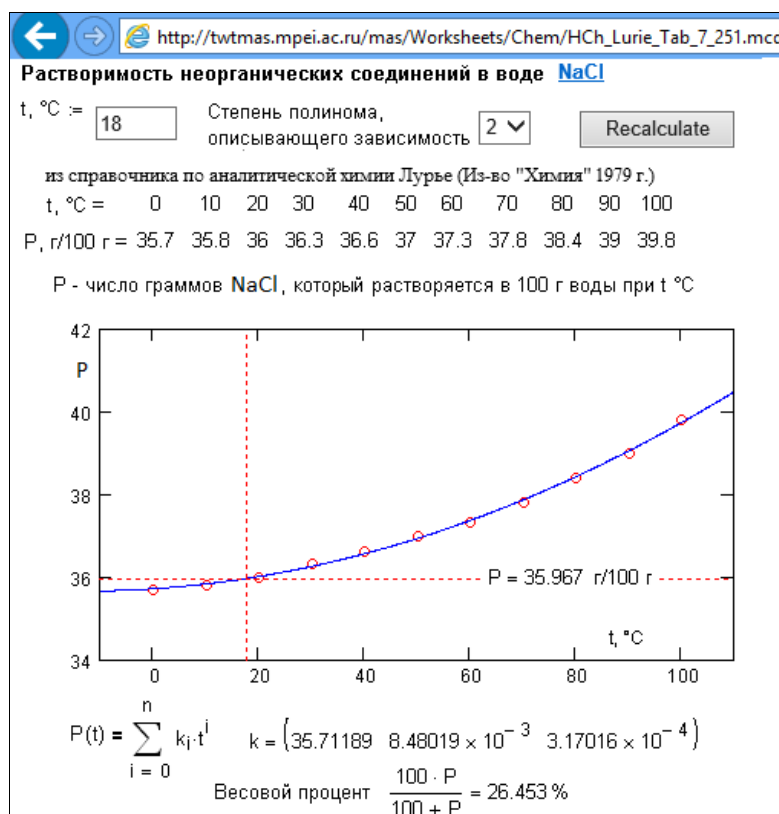 http://twtmas.mpei.ac.ru/mas/Worksheets/Chem/HCh_Lurie_Tab_7_251.mcd
Растворимость неорганических соединений в воде NaCl
t, °C := 18 Степень полинома, описывающего зависимость 2 Recalculate
из справочника по аналитической химии Лурье (Из-во "Химия" 1979 г.)
t, °C = 0 10 20 30 40 50 60 70 80 90 100
P, г/100 г = 35.7 35.8 36 36.3 36.6 37 37.3 37.8 38.4 39 39.8
P - число граммов NaCl, который растворяется в 100 г воды при t °C
42
P
40
38
36
P = 35.967 г/100 г
t, °C
34
0 20 40 60 80 100
P(t) = ∑ n i = 0 kᵢ·tⁱ k = (35.71189 8.48019 × 10⁻³ 3.17016 × 10⁻⁴)
Весовой процент 100 · P / 100 + P = 26.453 %